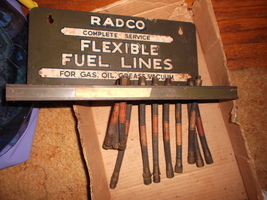 RADCO
COMPLETE SERVICE
FLEXIBLE
FUEL LINES
FOR GAS, OIL, GREASE, VACUUM